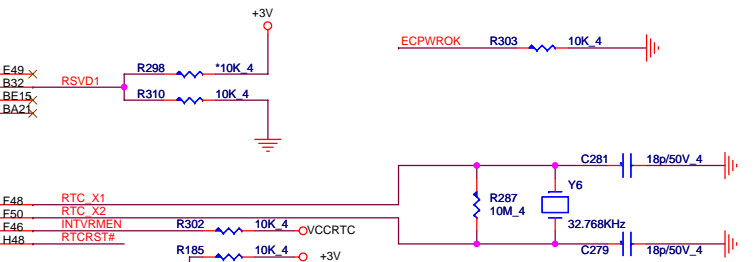 +3V
ECPWROK R303 10K_4
E49
R298 *10K_4
B32 RSVD1
BE15
R310 10K_4
BA21
C281 18p/50V_4
Y6
F48 RTC_X1
R287
10M_4
F50 RTC_X2
32.768KHz
F46 INTVRMEN R302 10K_4 VCCRTC
H48 RTCRST#
R185 10K_4 +3V
C279 18p/50V_4